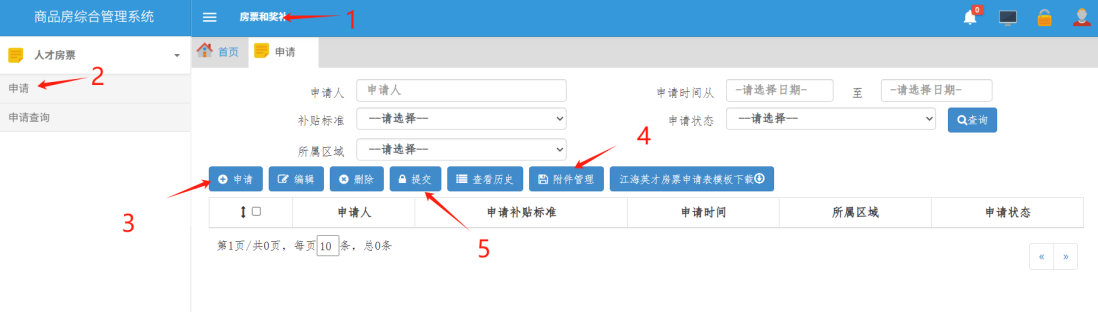 商品房综合管理系统
房票和奖补
1
0
人才房票
首页
申请
申请
2
申请查询
申请人
申请人
申请时间从
-请选择日期-
至
-请选择日期-
补贴标准
--请选择--
申请状态
--请选择--
查询
所属区域
--请选择--
4
申请
编辑
删除
提交
查看历史
附件管理
江海英才房票申请表模板下载
3
申请人
申请补贴标准
申请时间
所属区域
申请状态
第1页/共0页，每页10条，总0条
5
«
»